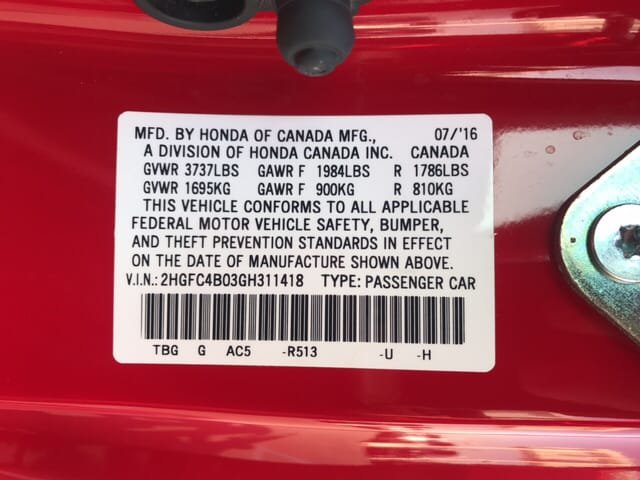 MFD. BY HONDA OF CANADA MFG., 07/'16
A DIVISION OF HONDA CANADA INC. CANADA
GVWR 3737LBS GAWR F 1984LBS R 1786LBS
GVWR 1695KG GAWR F 900KG R 810KG
THIS VEHICLE CONFORMS TO ALL APPLICABLE
FEDERAL MOTOR VEHICLE SAFETY, BUMPER,
AND THEFT PREVENTION STANDARDS IN EFFECT
ON THE DATE OF MANUFACTURE SHOWN ABOVE.
V.I.N.: 2HGFC4B03GH311418 TYPE: PASSENGER CAR
TBG G AC5 -R513 -U -H